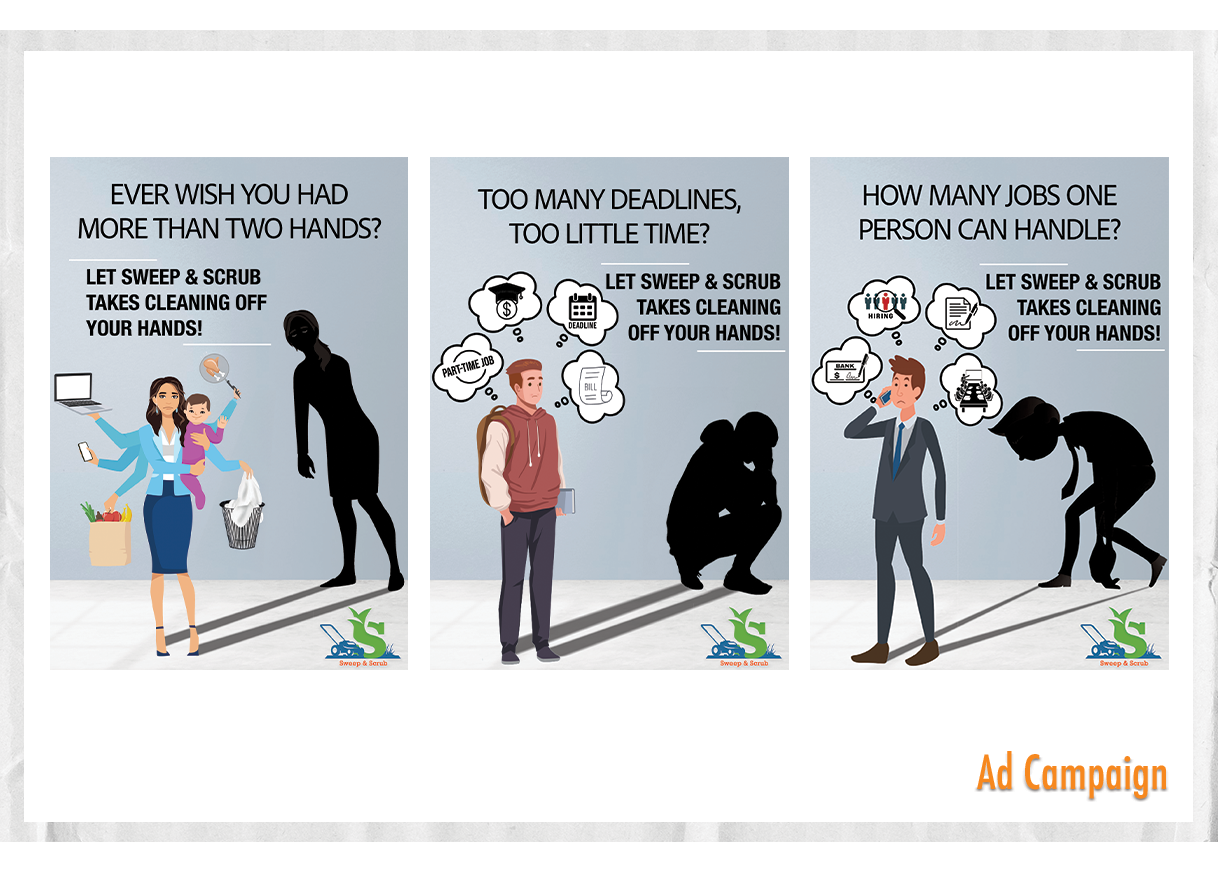 EVER WISH YOU HAD
MORE THAN TWO HANDS?
LET SWEEP & SCRUB
TAKES CLEANING OFF
YOUR HANDS!
S
Sweep & Scrub
TOO MANY DEADLINES,
TOO LITTLE TIME?
LET SWEEP & SCRUB
TAKES CLEANING
OFF YOUR HANDS!
$
DEADLINE
PART-TIME JOB
BILL
S
Sweep & Scrub
HOW MANY JOBS ONE
PERSON CAN HANDLE?
LET SWEEP & SCRUB
TAKES CLEANING
OFF YOUR HANDS!
HIRING
BANK
$
S
Sweep & Scrub
Ad Campaign